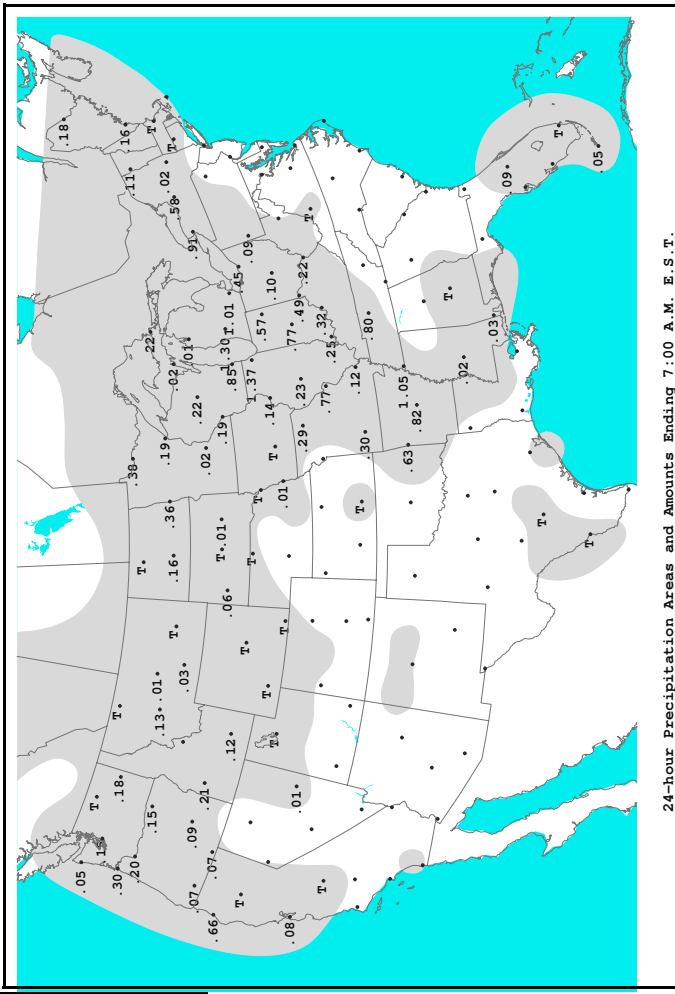 .18
.05
T
.30
T
.18
.16
.11
.38
.20
T
.22
T
.15
.01
.13
.19
.02
T
.36
.02
T
.16
.58
.03
.01
.07
.09
.91
.22
.21
.02
.07
.66
T
.01
.19
1.30
.06
1.01
.12
.85
T
.45
T
.09
T
1.37
T
.57
T
.14
.10
T
T
T
.01
.08
.77
.01
.49
.23
.29
.22
T
T
.32
.77
.25
.12
T
.30
.80
1.05
.63
.82
T
.02
.03
.09
T
T
T
.05
24-hour Precipitation Areas and Amounts Ending 7:00 A.M. E.S.T.